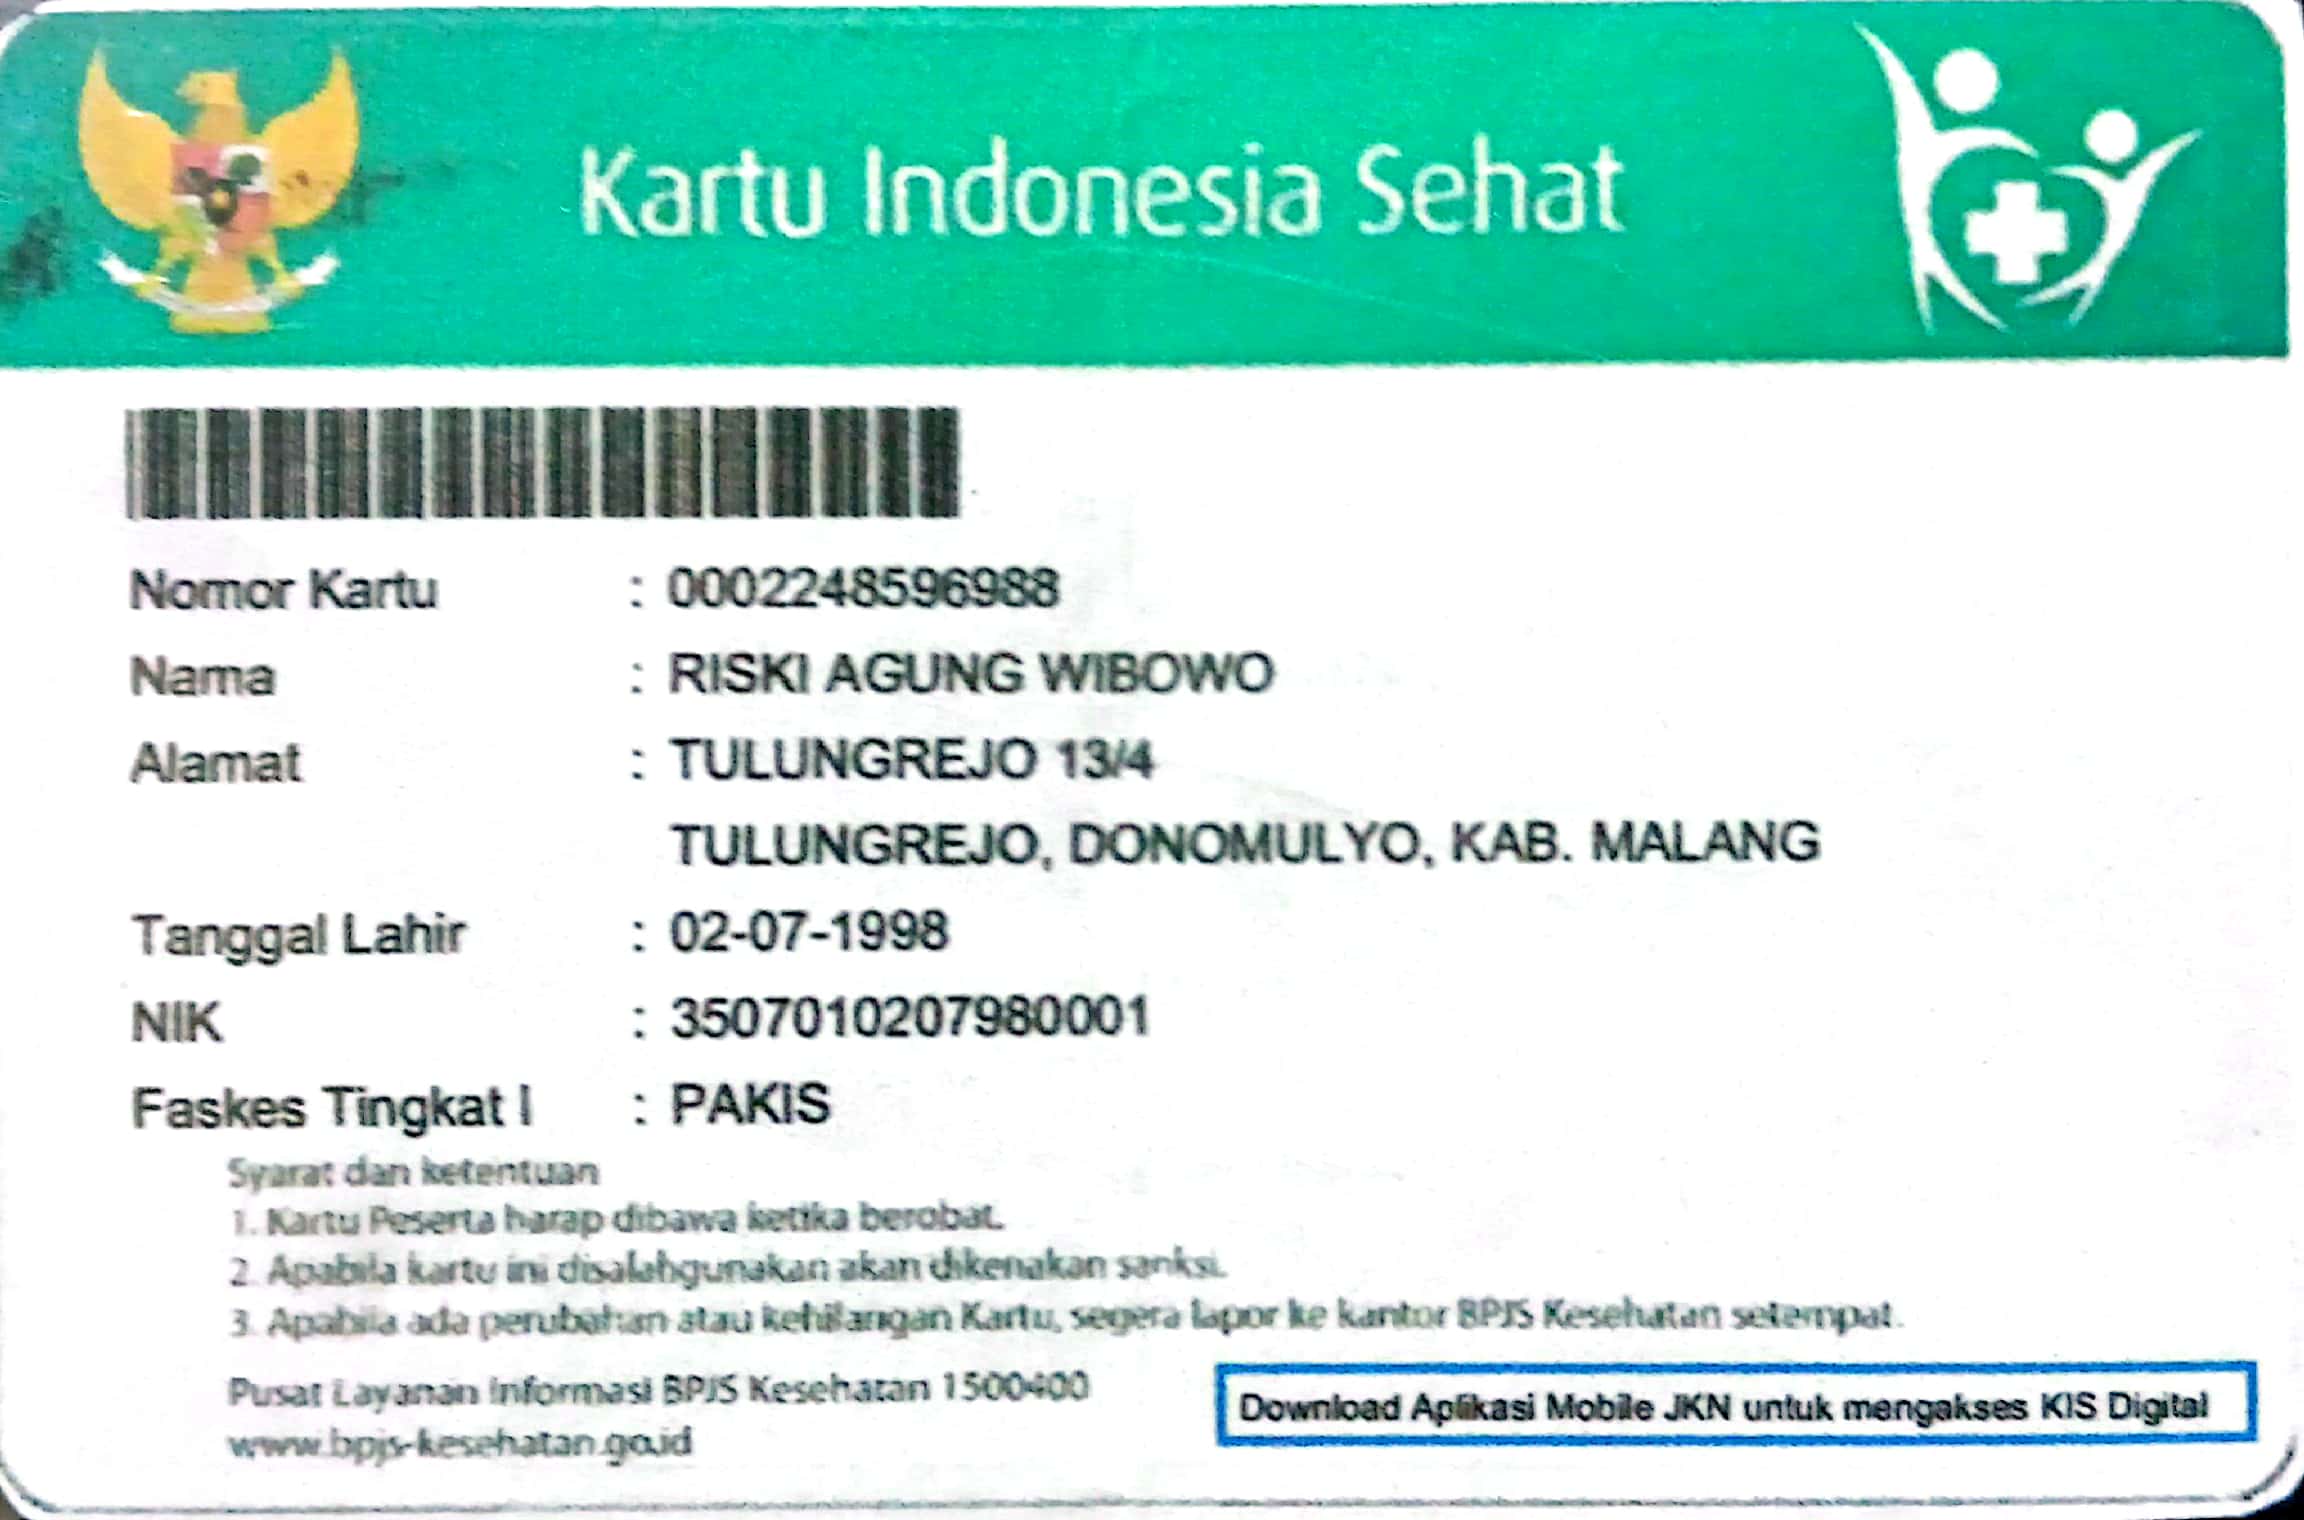 Kartu Indonesia Sehat
Nomor Kartu : 0002248596988
Nama : RISKI AGUNG WIBOWO
Alamat : TULUNGREJO 13/4
TULUNGREJO, DONOMULYO, KAB. MALANG
Tanggal Lahir : 02-07-1998
NIK : 3507010207980001
Faskes Tingkat I : PAKIS
Syarat dan ketentuan
1. Kartu Peserta harap dibawa ketika berobat.
2. Apabila kartu ini disalahgunakan akan dikenakan sanksi.
3. Apabila ada perubahan atau kehilangan Kartu, segera lapor ke kantor BPJS Kesehatan setempat.
Pusat Layanan Informasi BPJS Kesehatan 1500400
www.bpjs-kesehatan.go.id
Download Aplikasi Mobile JKN untuk mengakses KIS Digital